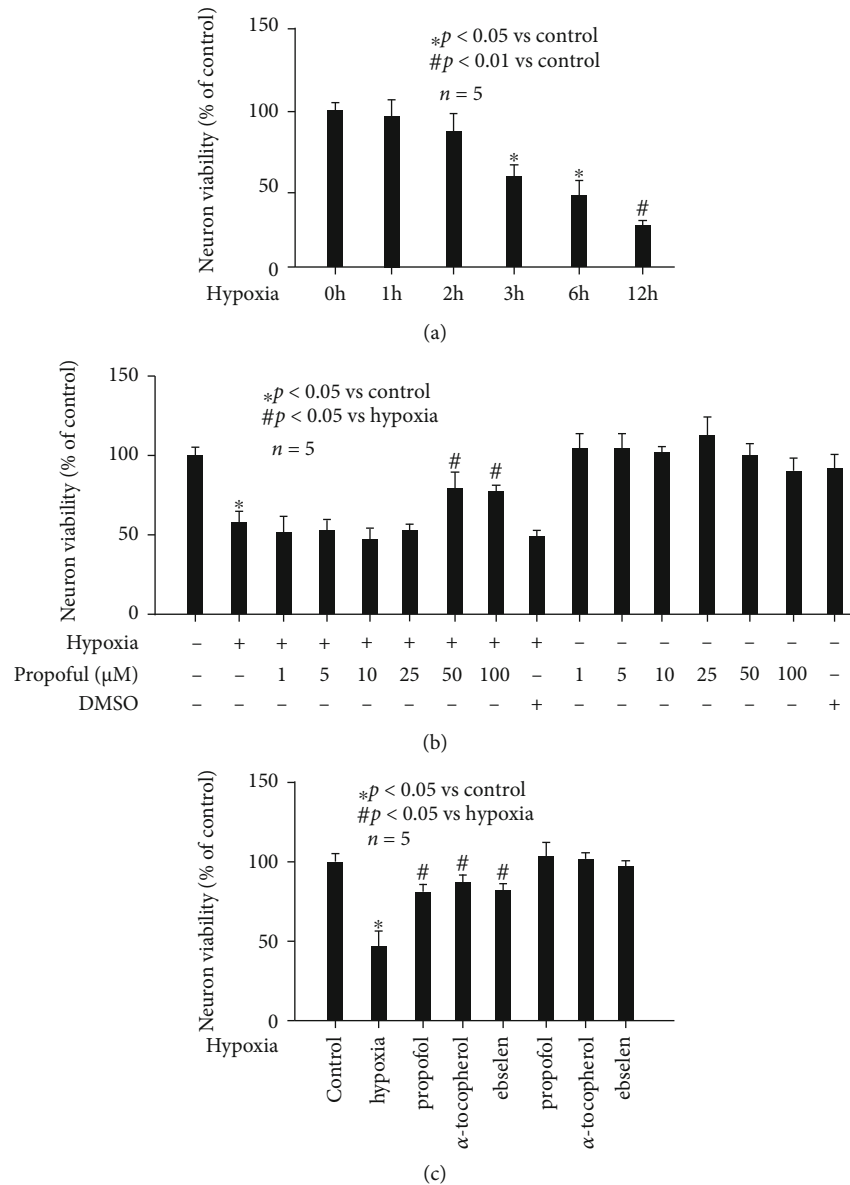 150
100
50
0
Neuron viability (% of control)
*p < 0.05 vs control
#p < 0.01 vs control
n = 5
* * #
Hypoxia 0h 1h 2h 3h 6h 12h
(a)
150
100
50
0
Neuron viability (% of control)
*p < 0.05 vs control
#p < 0.05 vs hypoxia
n = 5
* # #
Hypoxia – + + + + + + + + – – – – – – –
Propoful (μM) – – 1 5 10 25 50 100 – 1 5 10 25 50 100 –
DMSO – – – – – – – – + – – – – – – +
(b)
150
100
50
0
Neuron viability (% of control)
*p < 0.05 vs control
#p < 0.05 vs hypoxia
n = 5
* # # #
Hypoxia
Control
hypoxia
propofol
α-tocopherol
ebselen
propofol
α-tocopherol
ebselen
(c)